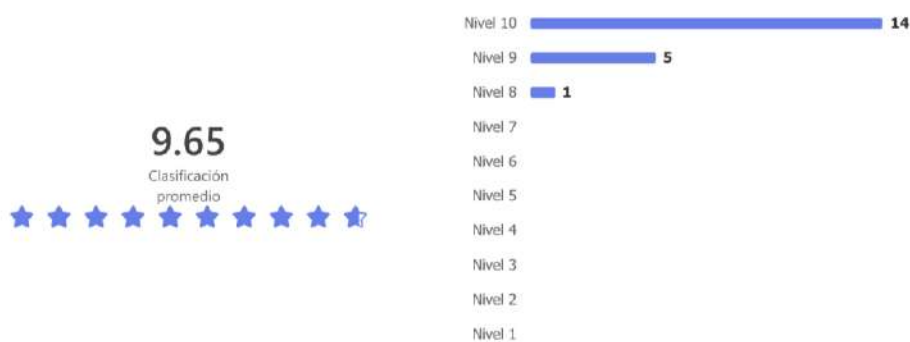 9.65
Clasificación
promedio
Nivel 10 14
Nivel 9 5
Nivel 8 1
Nivel 7
Nivel 6
Nivel 5
Nivel 4
Nivel 3
Nivel 2
Nivel 1